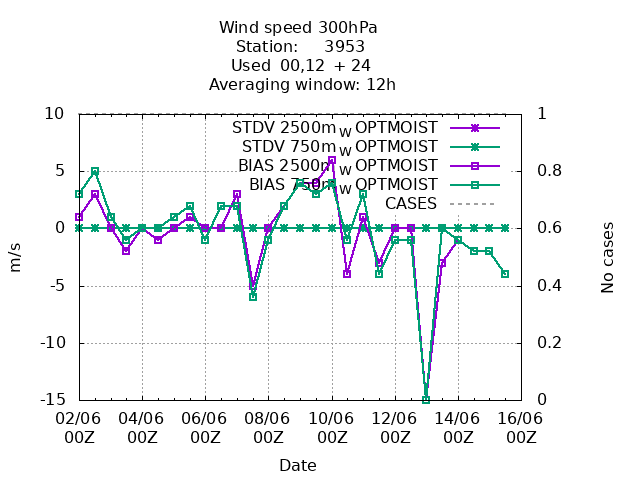 Wind speed 300hPa
Station: 3953
Used 00,12 + 24
Averaging window: 12h
10 1
STDV 2500m W OPTMOIST
STDV 750m W OPTMOIST
5 BIAS 2500m W OPTMOIST 0.8
BIAS 750m W OPTMOIST
CASES
0 0.6
m/s
No cases
-5 0.4
-10 0.2
-15 0
02/06 04/06 06/06 08/06 10/06 12/06 14/06 16/06
00Z 00Z 00Z 00Z 00Z 00Z 00Z 00Z
Date